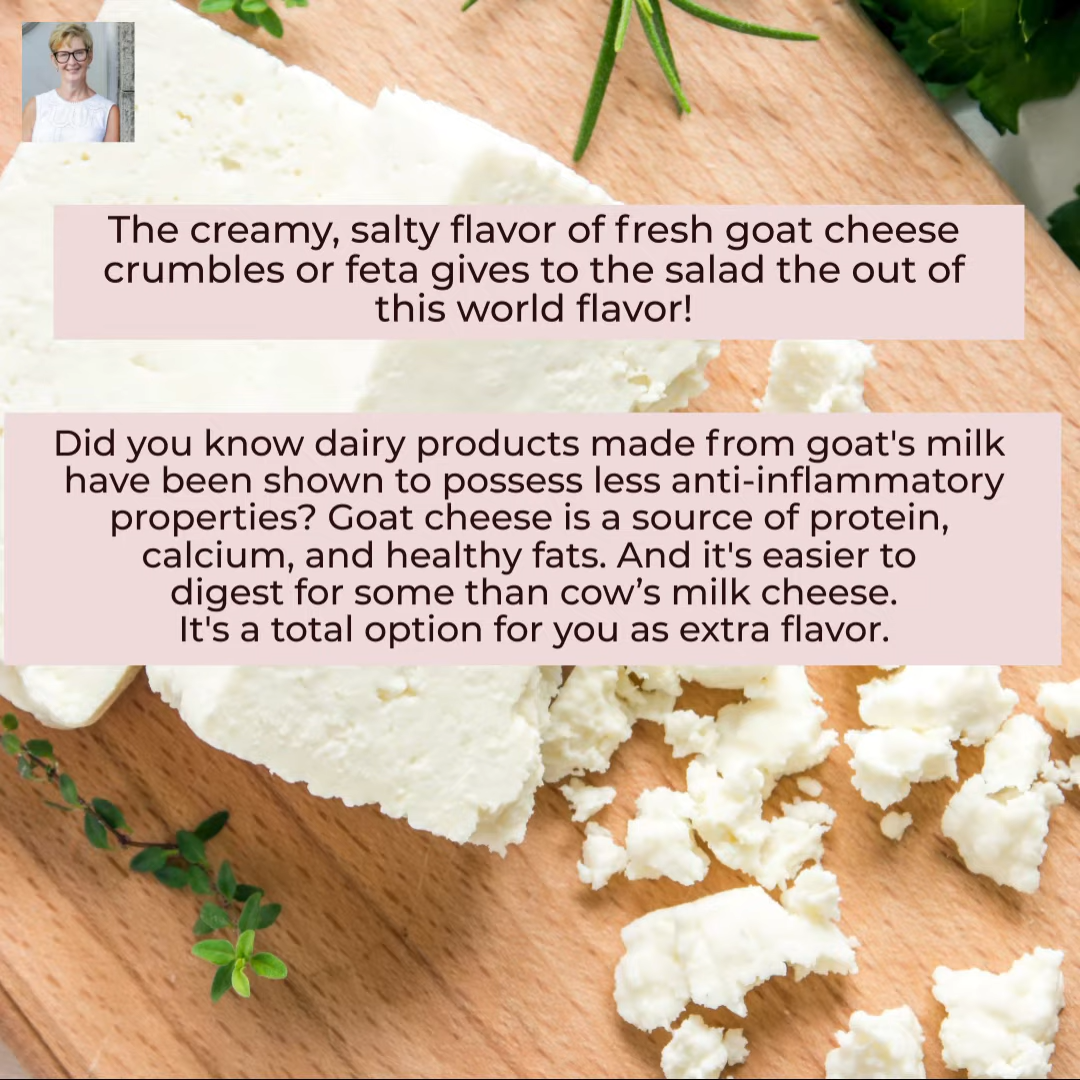 The creamy, salty flavor of fresh goat cheese
crumbles or feta gives to the salad the out of
this world flavor!
Did you know dairy products made from goat's milk
have been shown to possess less anti-inflammatory
properties? Goat cheese is a source of protein,
calcium, and healthy fats. And it's easier to
digest for some than cow’s milk cheese.
It's a total option for you as extra flavor.